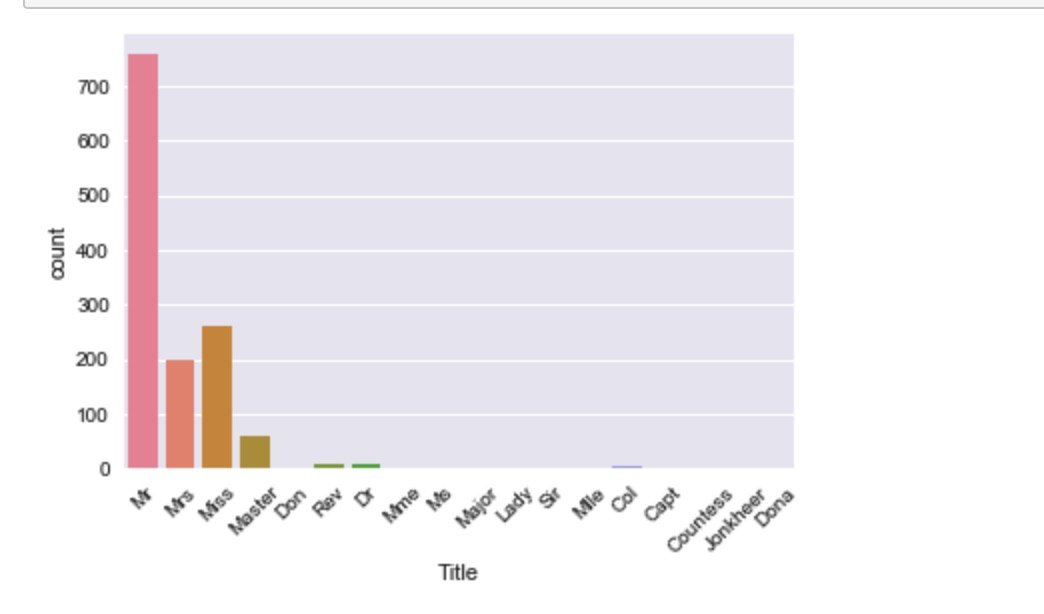 700
600
500
400
300
200
100
0
count
Mr
Mrs
Miss
Master
Don
Rev
Dr
Mme
Ms
Major
Lady
Sir
Mlle
Col
Capt
Countess
Jonkheer
Dona
Title